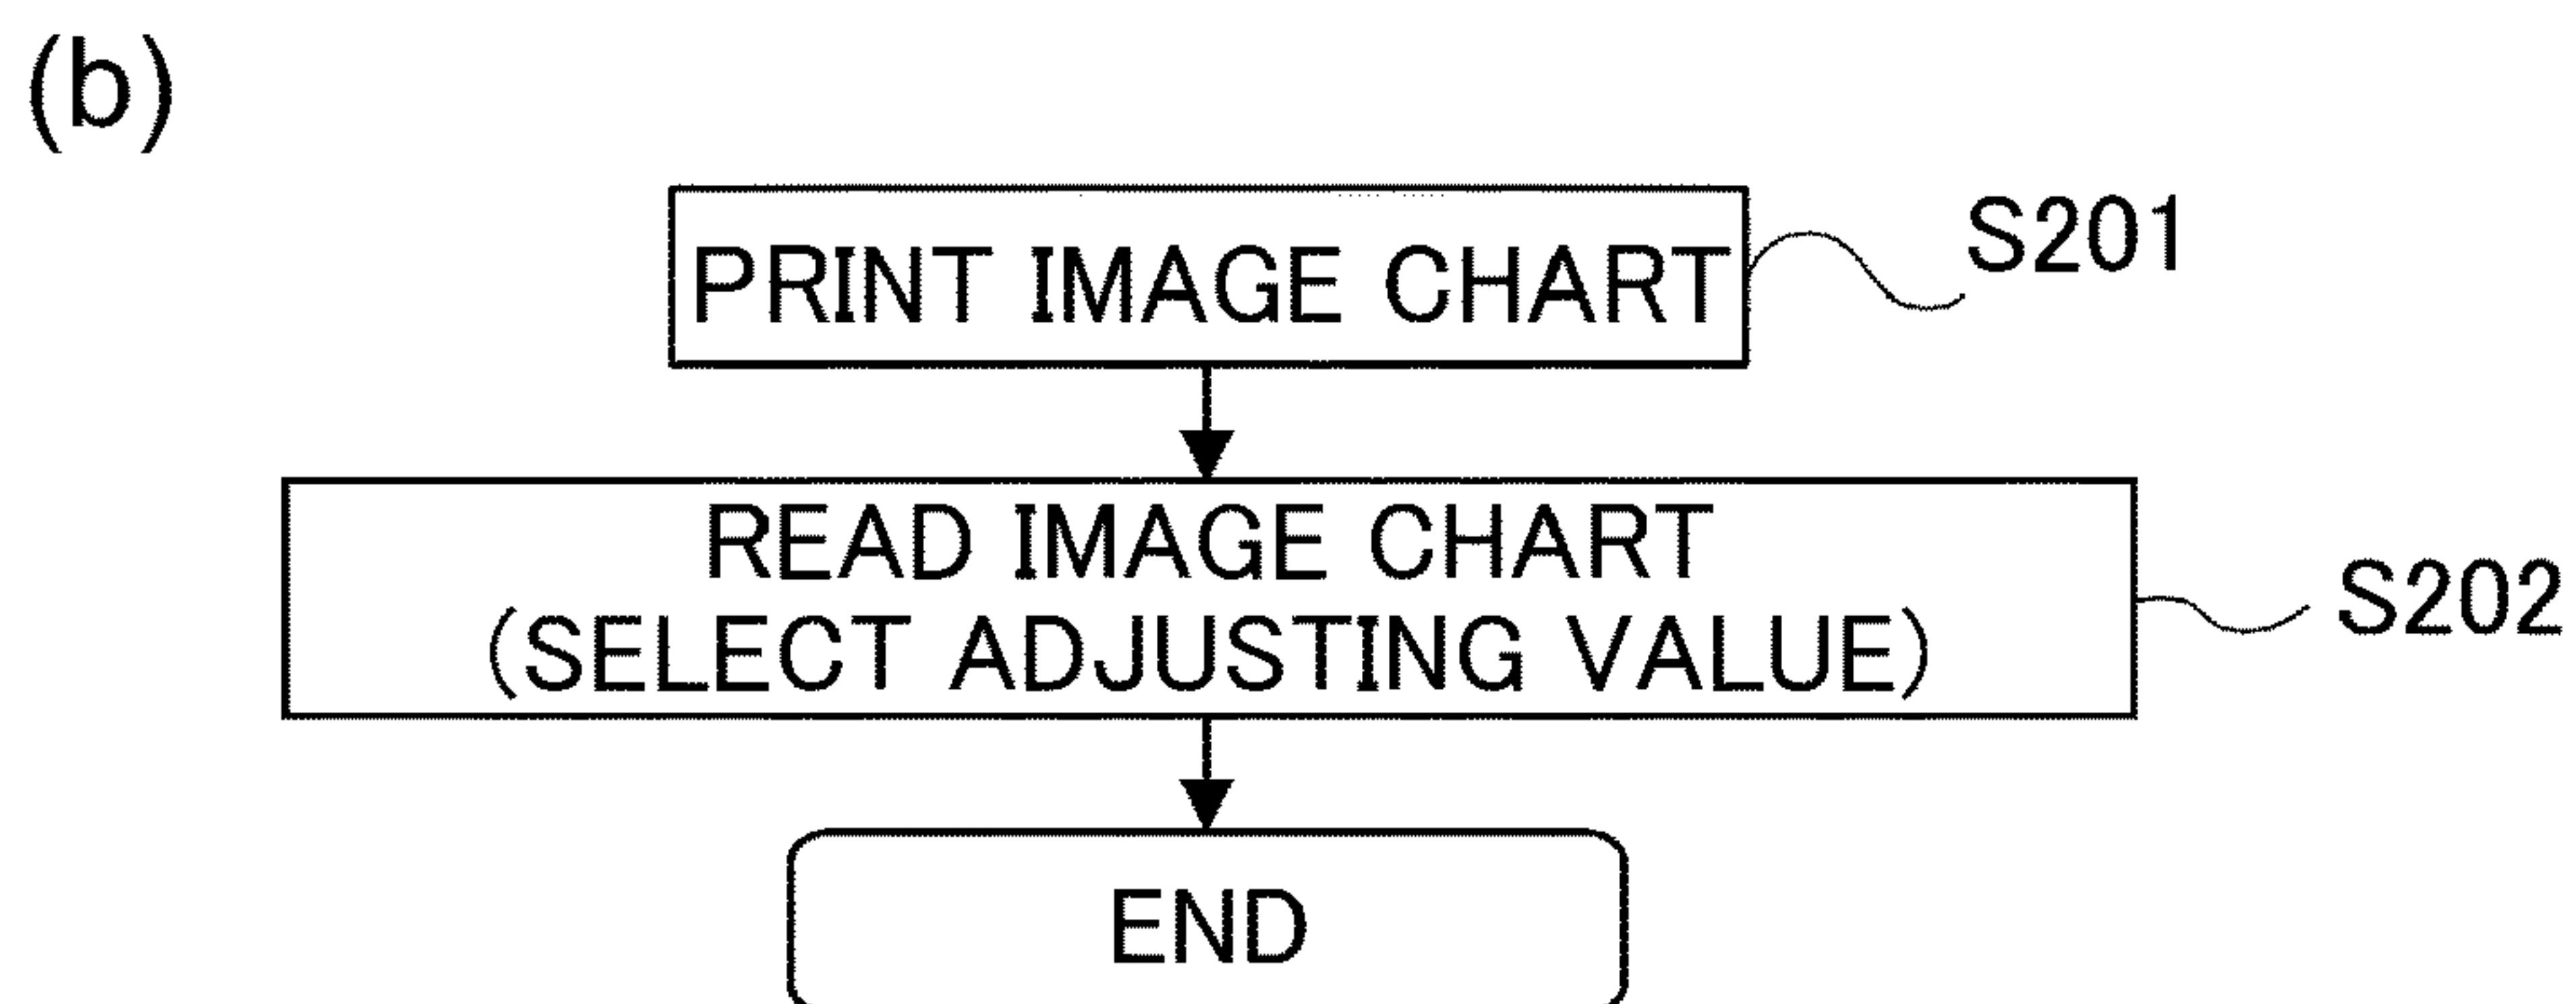 (b)
PRINT IMAGE CHART
S201
READ IMAGE CHART
(SELECT ADJUSTING VALUE)
S202
END